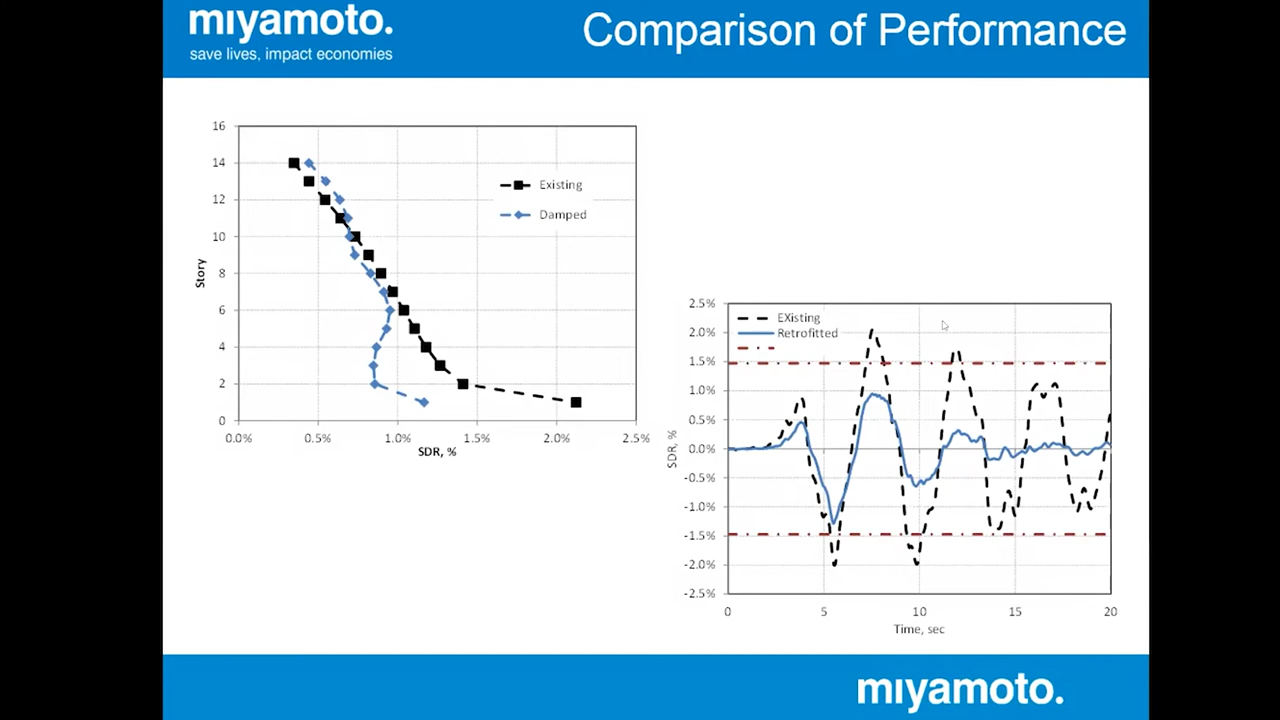 miyamoto.
save lives, impact economies
Comparison of Performance
16
14
12
10
8
6
4
2
0
Story
Existing
Damped
0.0%
0.5%
1.0%
1.5%
2.0%
2.5%
SDR, %
2.5%
2.0%
1.5%
1.0%
0.5%
0.0%
-0.5%
-1.0%
-1.5%
-2.0%
-2.5%
SDR, %
EXisting
Retrofitted
0
5
10
15
20
Time, sec
miyamoto.